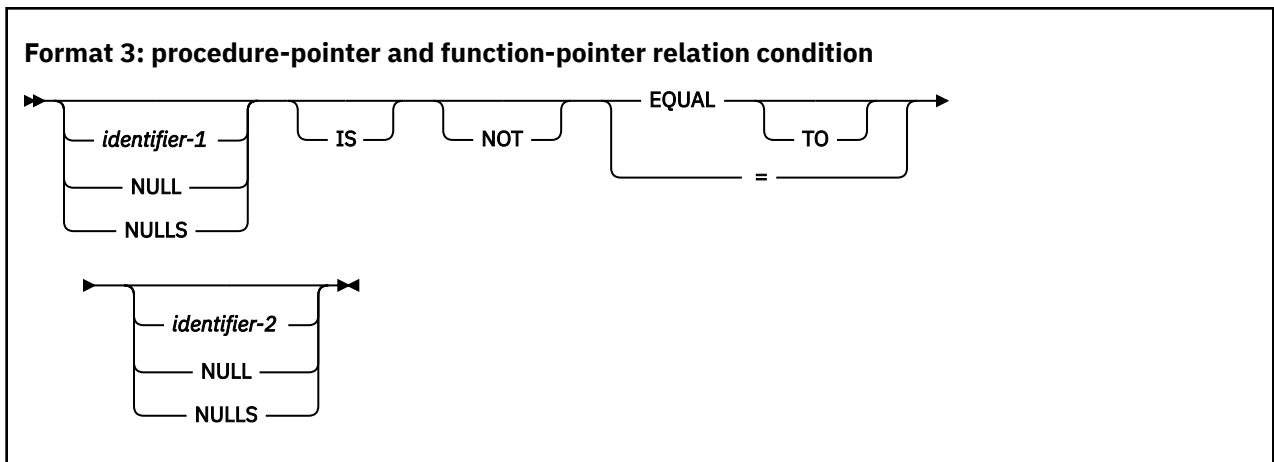 Format 3: procedure-pointer and function-pointer relation condition
EQUAL
identifier-1 IS NOT TO
NULL =
NULLS
identifier-2
NULL
NULLS